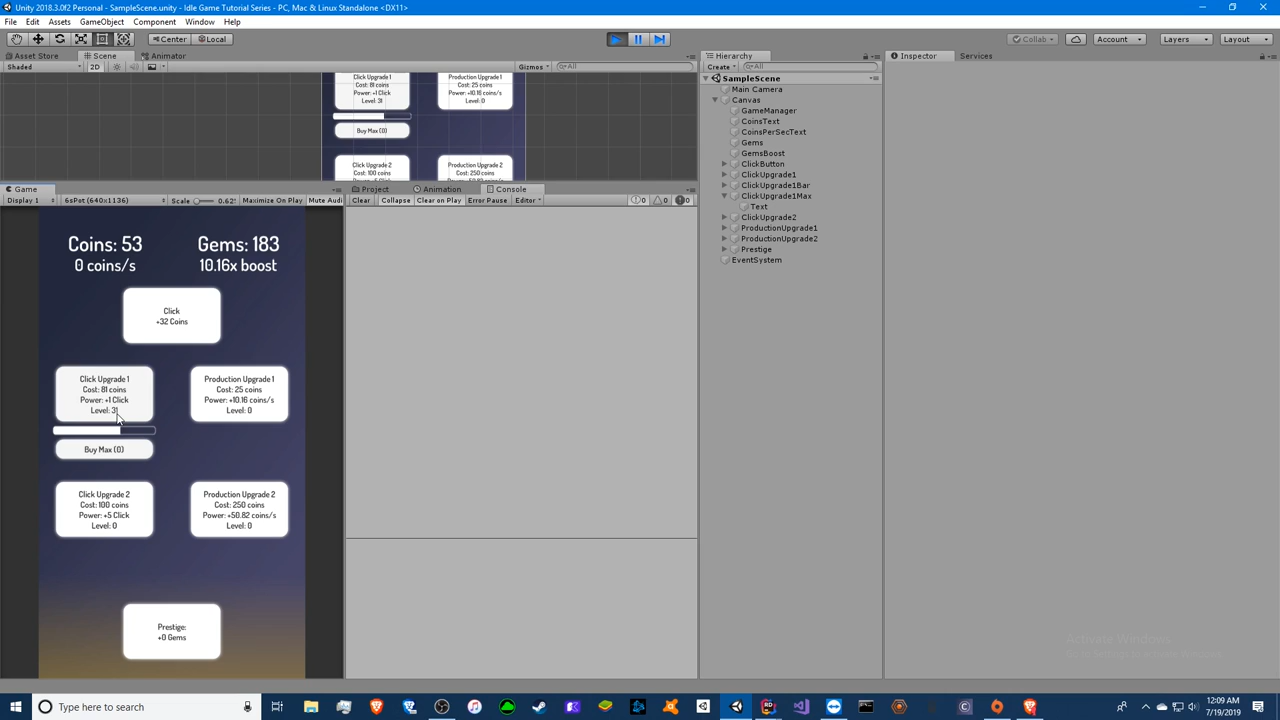 Unity 2018.3.0f2 Personal - SampleScene.unity - Idle Game Tutorial Series - PC, Mac & Linux Standalone <DX11>
File Edit Assets GameObject Component Window Help
Center Local Collab Account Layers Layout
Asset Store Scene Animator
Shaded 2D Gizmos All
Click Upgrade 1
Cost: 81 coins
Power: +1 Click
Level: 31
Production Upgrade 1
Cost: 25 coins
Power: +10.16 coins/s
Level: 0
Buy Max (0)
Click Upgrade 2
Cost: 100 coins
Production Upgrade 2
Cost: 250 coins
Game
Display 1 6sPot (640x1136) Scale 0.62 Maximize On Play Mute Audi
Coins: 53
0 coins/s
Gems: 183
10.16x boost
Click
+32 Coins
Click Upgrade 1
Cost: 81 coins
Power: +1 Click
Level: 31
Production Upgrade 1
Cost: 25 coins
Power: +10.16 coins/s
Level: 0
Buy Max (0)
Click Upgrade 2
Cost: 100 coins
Power: +5 Click
Level: 0
Production Upgrade 2
Cost: 250 coins
Power: +50.82 coins/s
Level: 0
Prestige:
+0 Gems
Project Animation Console
Clear Collapse Clear on Play Error Pause Editor 0 0 0
Hierarchy
Create All
SampleScene
Main Camera
Canvas
GameManager
CoinsText
CoinsPerSecText
Gems
GemsBoost
ClickButton
ClickUpgrade1
ClickUpgrade1Bar
ClickUpgrade1Max
Text
ClickUpgrade2
ProductionUpgrade1
ProductionUpgrade2
Prestige
EventSystem
Inspector Services
Activate Windows
Type here to search
12:09 AM
7/19/2019